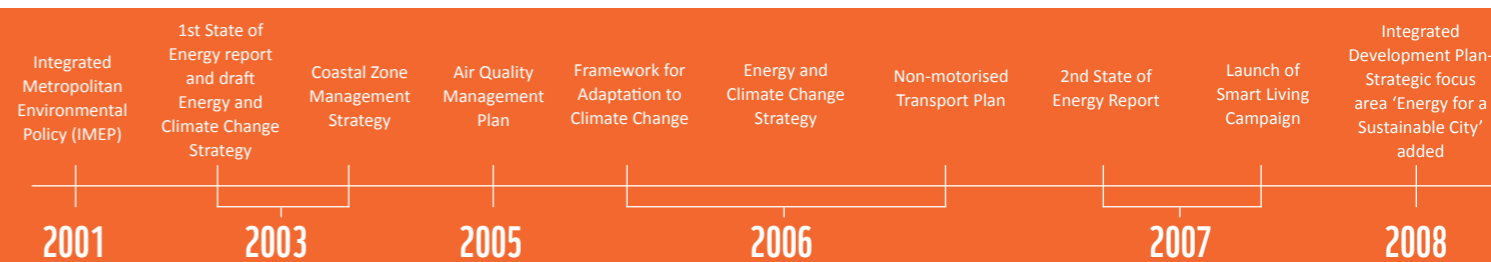 Integrated
Metropolitan
Environmental
Policy (IMEP)
1st State of
Energy report
and draft
Energy and
Climate Change
Strategy
Coastal Zone
Management
Strategy
Air Quality
Management
Plan
Framework for
Adaptation to
Climate Change
Energy and
Climate Change
Strategy
Non-motorised
Transport Plan
2nd State of
Energy Report
Launch of
Smart Living
Campaign
Integrated
Development Plan-
Strategic focus
area ‘Energy for a
Sustainable City’
added
2001
2003
2005
2006
2007
2008